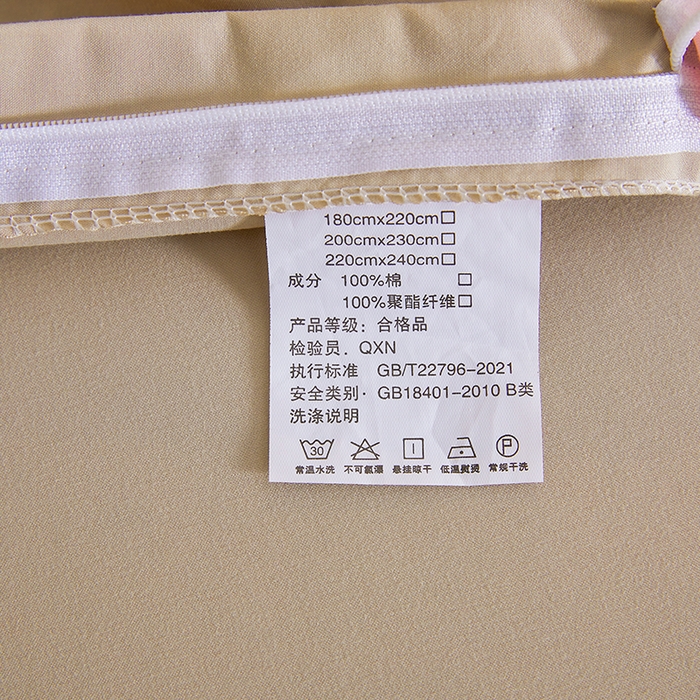 180cmx220cm□
200cmx230cm□
220cmx240cm□
成分 100%棉 □
100%聚酯纤维□
产品等级: 合格品
检验员. QXN
执行标准 GB/T22796-2021
安全类别· GB18401-2010 B类
洗涤说明
30 P
常温水洗 不可氯漂 悬挂晾干 低温熨烫 常规干洗